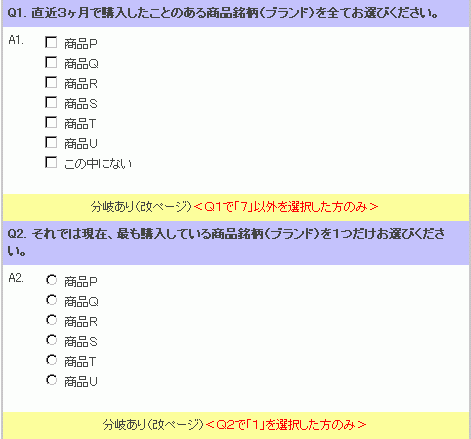 Q1. 直近3ヶ月で購入したことのある商品銘柄(ブランド)を全てお選びください。
A1.
商品P
商品Q
商品R
商品S
商品T
商品U
この中にない
分岐あり(改ページ)<Q1で「7」以外を選択した方のみ>
Q2. それでは現在、最も購入している商品銘柄(ブランド)を1つだけお選びくださ
い。
A2.
商品P
商品Q
商品R
商品S
商品T
商品U
分岐あり(改ページ)<Q2で「1」を選択した方のみ>